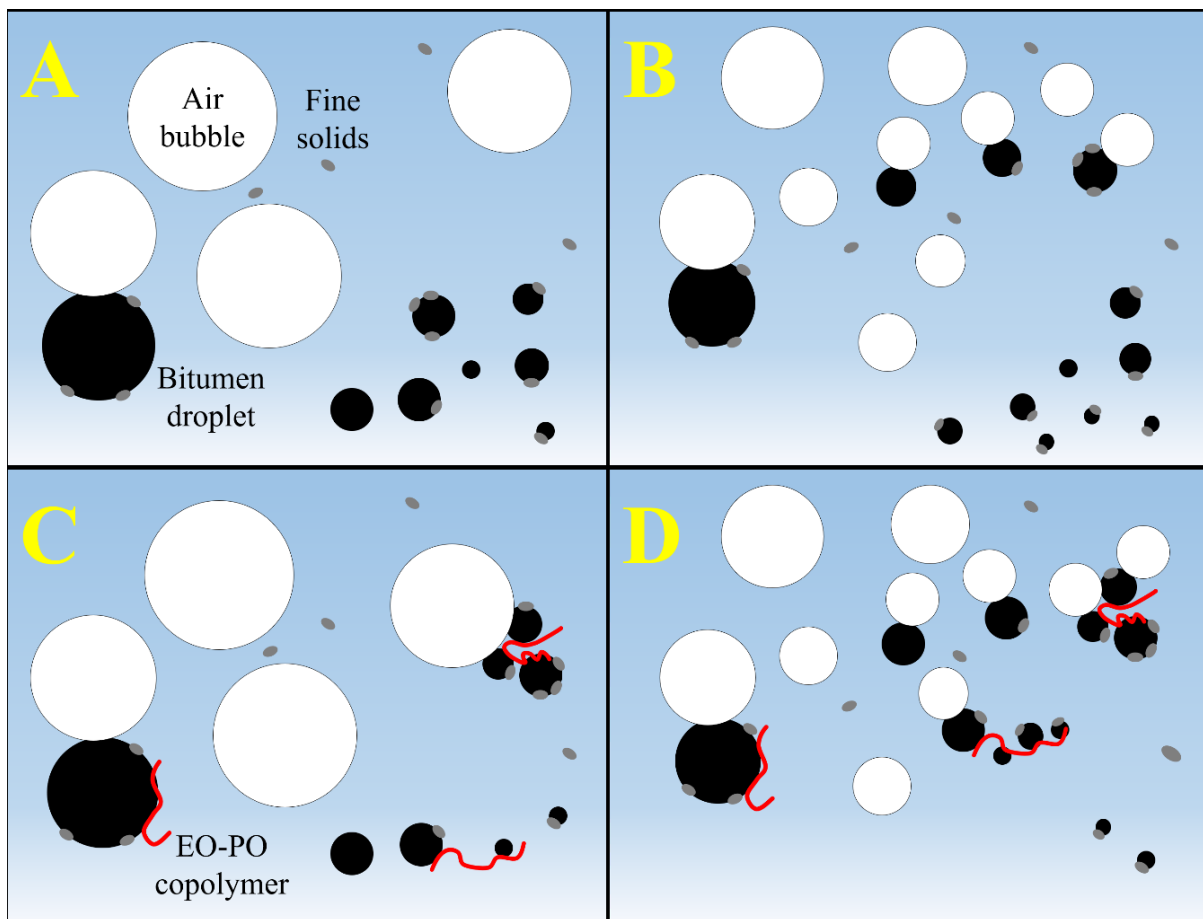 A
Air
bubble
Fine
solids
Bitumen
droplet
B
C
EO-PO
copolymer
D